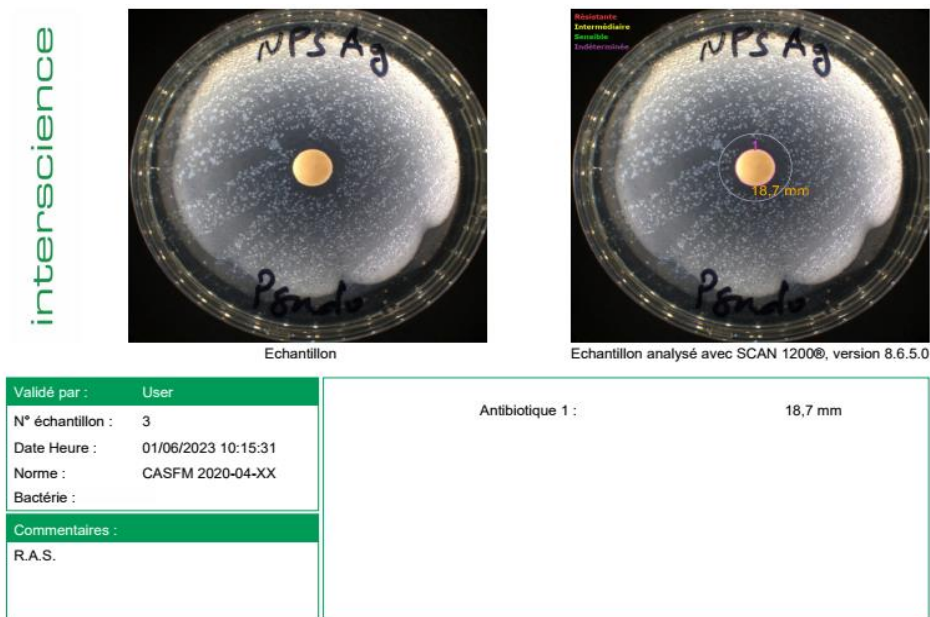 interscience
NPS Ag
Psudo
Echantillon
Résistante
Intermédiaire
Sensible
Indéterminée
NPS Ag
1
18,7 mm
Psudo
Echantillon analysé avec SCAN 1200®, version 8.6.5.0
Validé par : User
N° échantillon : 3
Date Heure : 01/06/2023 10:15:31
Norme : CASFM 2020-04-XX
Bactérie :
Commentaires :
R.A.S.
Antibiotique 1 : 18,7 mm